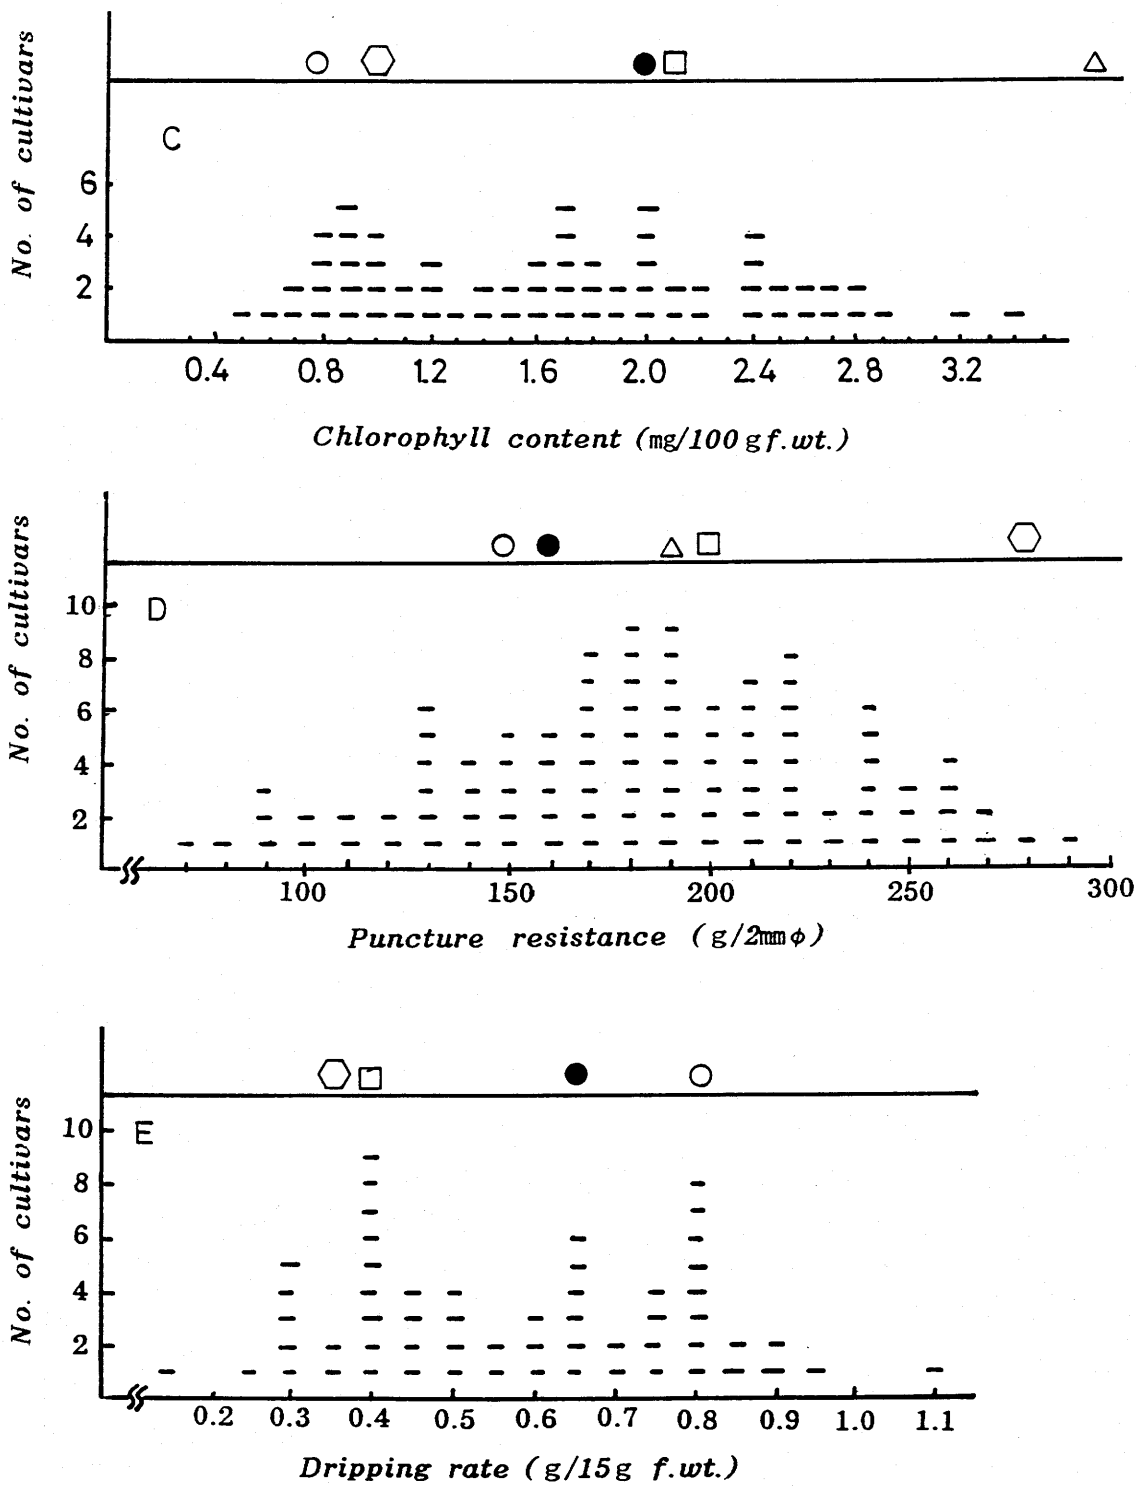 No. of cultivars
C
6
4
2
0.4 0.8 1.2 1.6 2.0 2.4 2.8 3.2
Chlorophyll content (mg/100 g f.wt.)
No. of cultivars
D
10
8
6
4
2
100 150 200 250 300
Puncture resistance (g/2mmϕ)
No. of cultivars
E
10
8
6
4
2
0.2 0.3 0.4 0.5 0.6 0.7 0.8 0.9 1.0 1.1
Dripping rate (g/15g f.wt.)